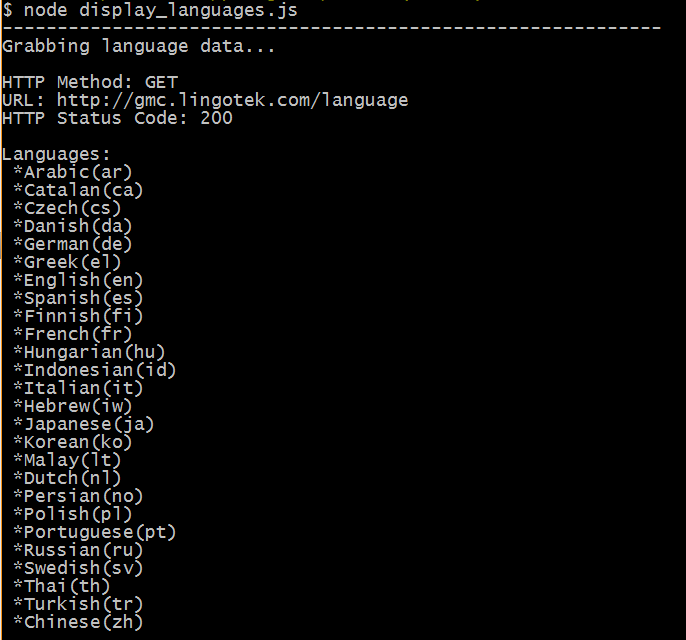 $ node display_languages.js
------------------------------------------------------------
Grabbing language data...
HTTP Method: GET
URL: http://gmc.lingotek.com/language
HTTP Status Code: 200
Languages:
*Arabic(ar)
*Catalan(ca)
*Czech(cs)
*Danish(da)
*German(de)
*Greek(el)
*English(en)
*Spanish(es)
*Finnish(fi)
*French(fr)
*Hungarian(hu)
*Indonesian(id)
*Italian(it)
*Hebrew(iw)
*Japanese(ja)
*Korean(ko)
*Malay(lt)
*Dutch(nl)
*Persian(no)
*Polish(pl)
*Portuguese(pt)
*Russian(ru)
*Swedish(sv)
*Thai(th)
*Turkish(tr)
*Chinese(zh)